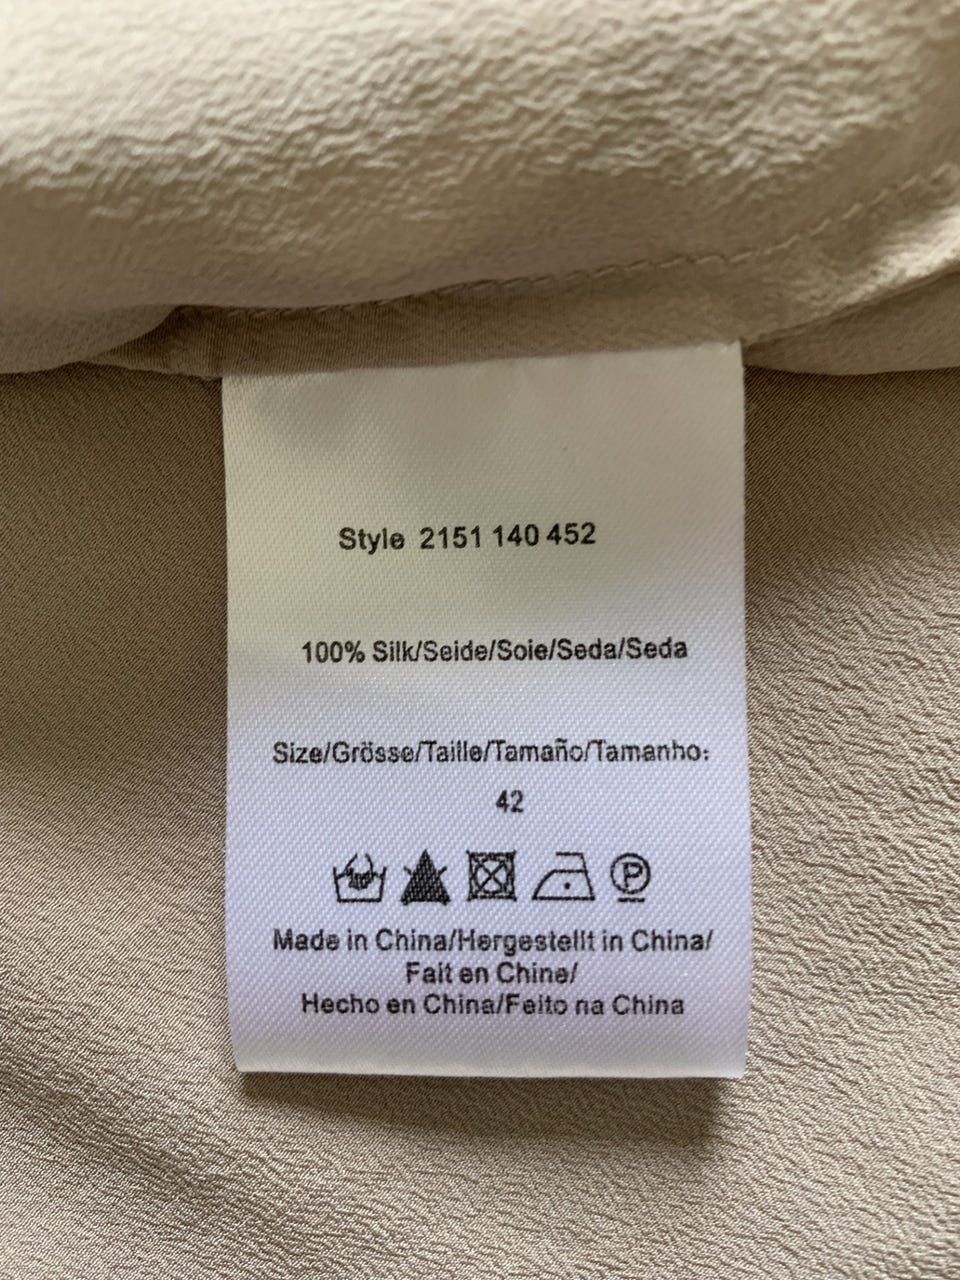 Style 2151 140 452
100% Silk/Seide/Soie/Seda/Seda
Size/Grösse/Taille/Tamaño/Tamanho:
42
P
Made in China/Hergestellt in China/
Fait en Chine/
Hecho en China/Feito na China